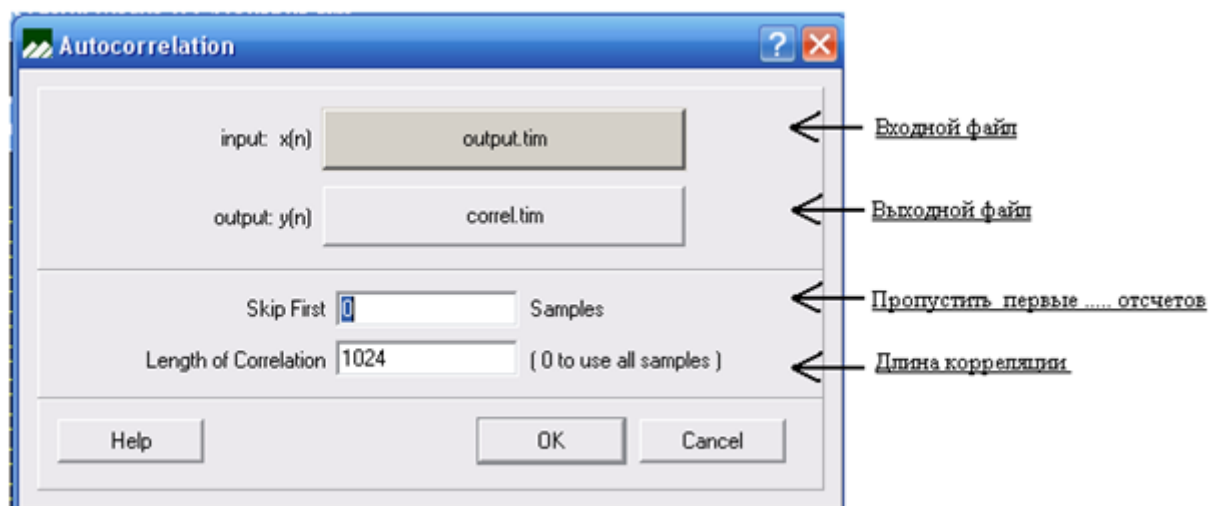 Autocorrelation
input: x(n) output.tim Входной файл
output: y(n) correl.tim Выходной файл
Skip First 0 Samples Пропустить первые ..... отсчетов
Length of Correlation 1024 ( 0 to use all samples ) Длина корреляции
Help OK Cancel